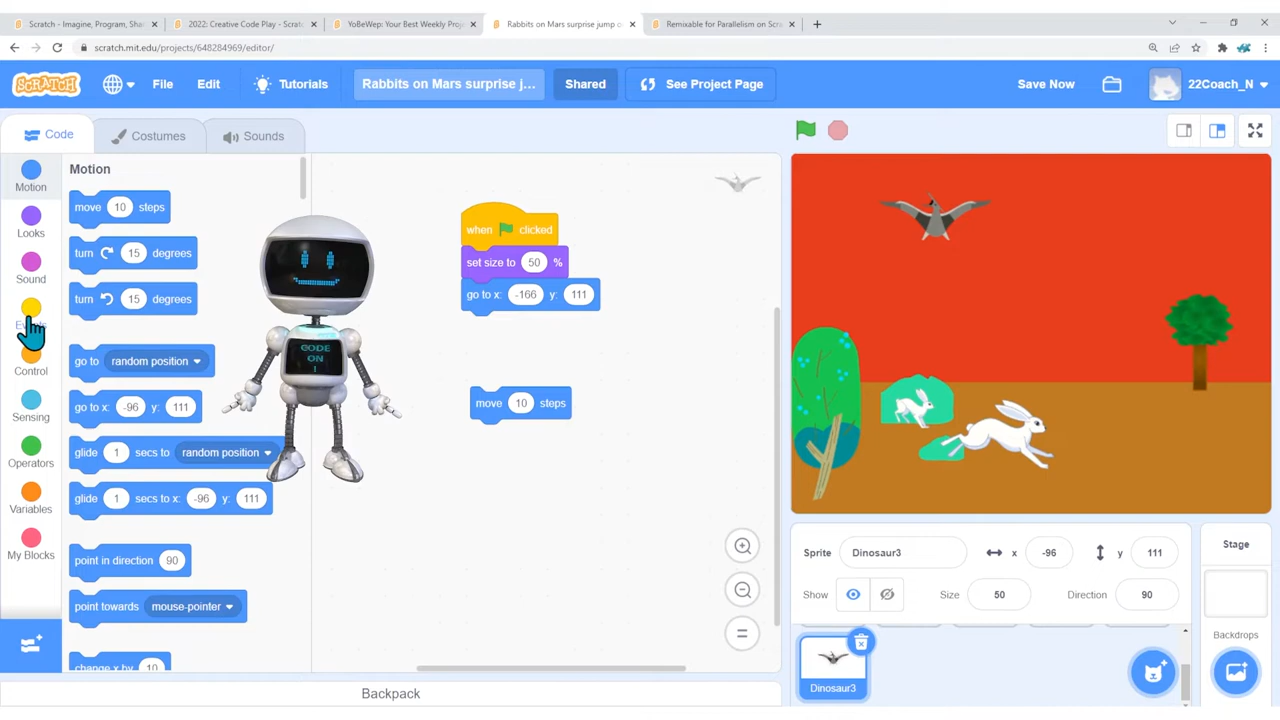 Scratch - Imagine, Program, Sha
2022: Creative Code Play - Scratc
YoBeWep: Your Best Weekly Proj
Rabbits on Mars surprise jump o
Remixable for Parallelism on Scr
scratch.mit.edu/projects/648284969/editor/
SCRATCH
File
Edit
Tutorials
Rabbits on Mars surprise j...
Shared
See Project Page
Save Now
22Coach_N
Code
Costumes
Sounds
Motion
Looks
Sound
Control
Sensing
Operators
Variables
My Blocks
Motion
move 10 steps
turn 15 degrees
turn 15 degrees
go to random position
go to x: -96 y: 111
glide 1 secs to random position
glide 1 secs to x: -96 y: 111
point in direction 90
point towards mouse-pointer
change x by 10
CODE
ON
!
when clicked
set size to 50 %
go to x: -166 y: 111
move 10 steps
Sprite Dinosaur3 x -96 y 111
Show Size 50 Direction 90
Dinosaur3
Stage
Backdrops
Backpack